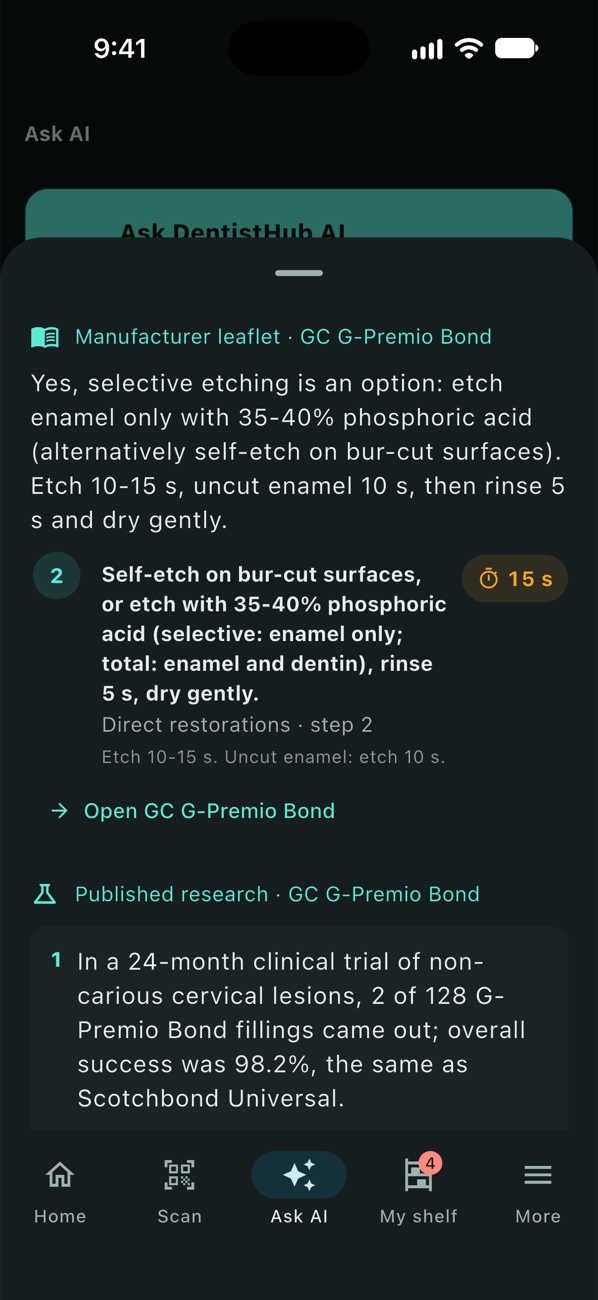 9:41
Ask AI
Ask DentistHub AI
Manufacturer leaflet · GC G-Premio Bond
Yes, selective etching is an option: etch
enamel only with 35-40% phosphoric acid
(alternatively self-etch on bur-cut surfaces).
Etch 10-15 s, uncut enamel 10 s, then rinse 5
s and dry gently.
2
Self-etch on bur-cut surfaces,
or etch with 35-40% phosphoric
acid (selective: enamel only;
total: enamel and dentin), rinse
5 s, dry gently.
15 s
Direct restorations · step 2
Etch 10-15 s. Uncut enamel: etch 10 s.
→ Open GC G-Premio Bond
Published research · GC G-Premio Bond
1
In a 24-month clinical trial of non-
carious cervical lesions, 2 of 128 G-
Premio Bond fillings came out; overall
success was 98.2%, the same as
Scotchbond Universal.
4
Home
Scan
Ask AI
My shelf
More